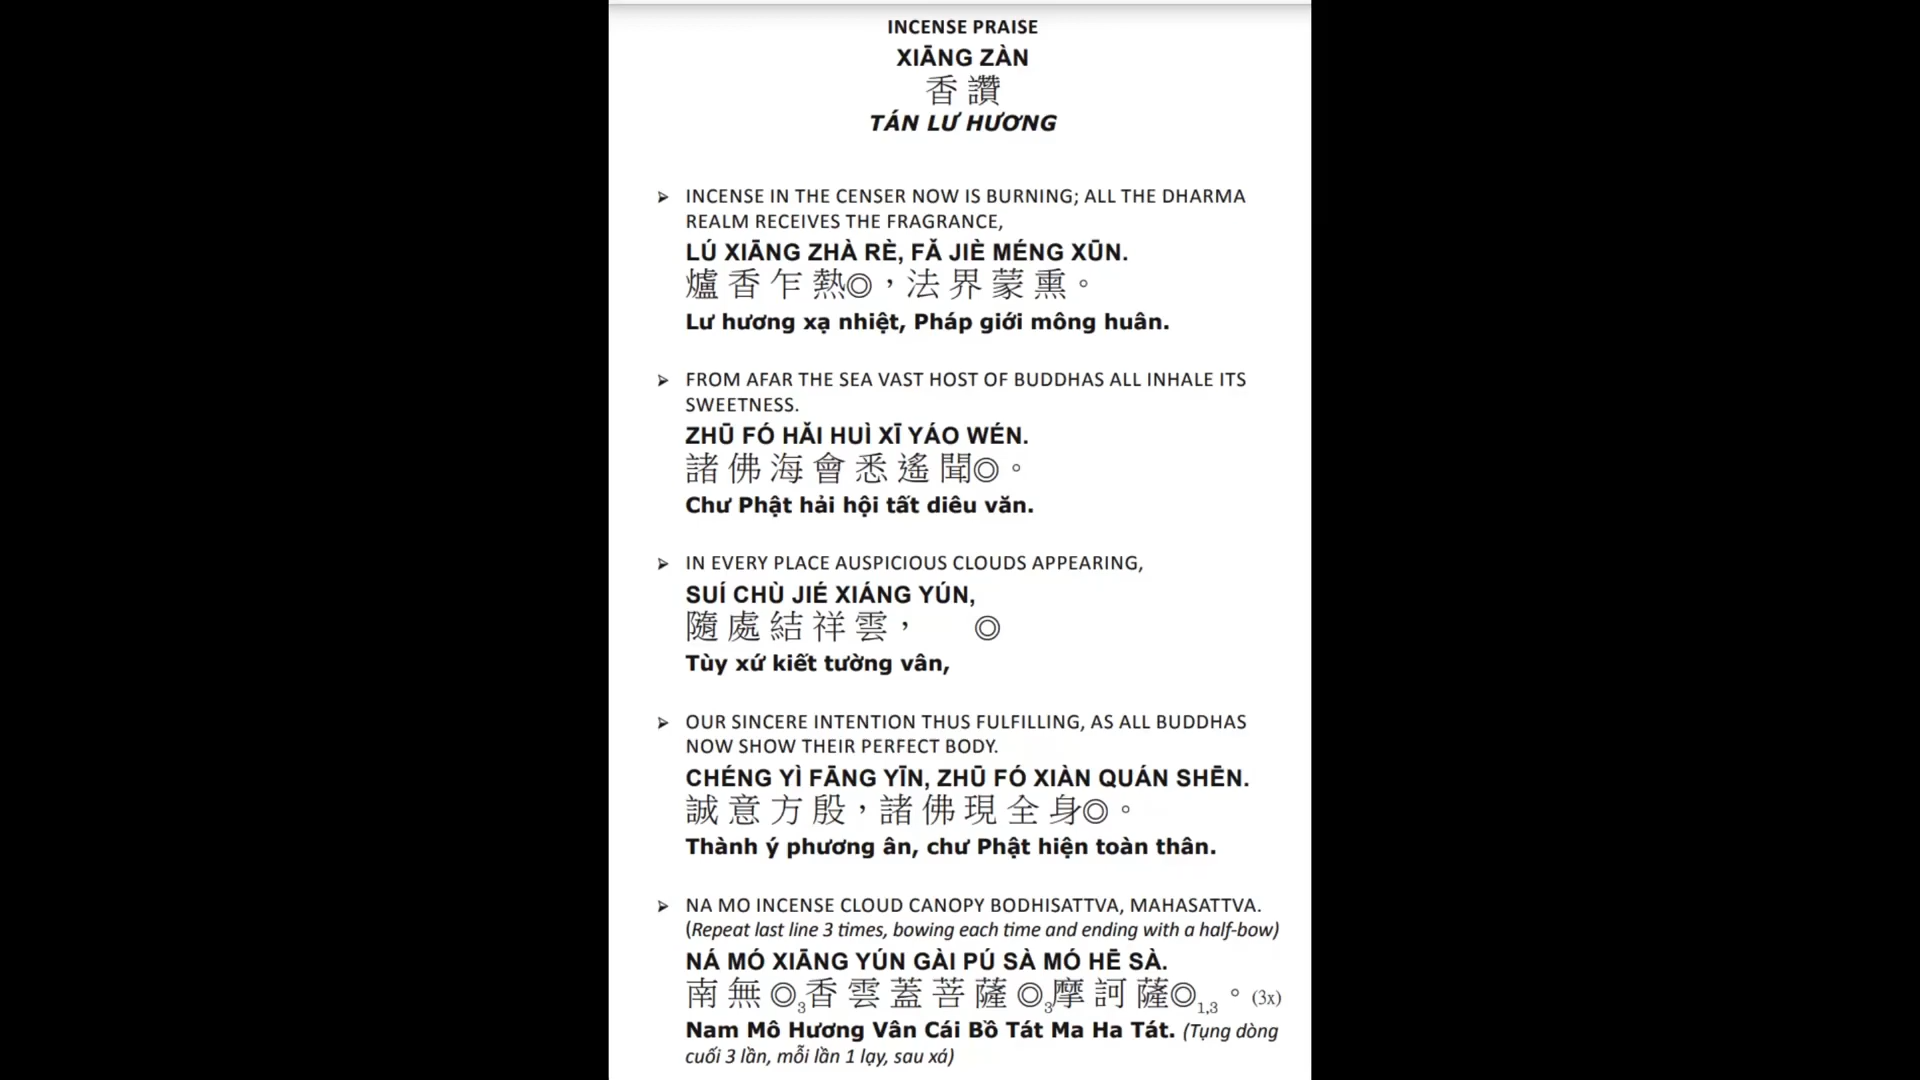 INCENSE PRAISE
XIĀNG ZÀN
香 讚
TÁN LƯ HƯƠNG
➢ INCENSE IN THE CENSER NOW IS BURNING; ALL THE DHARMA
REALM RECEIVES THE FRAGRANCE,
LÚ XIĀNG ZHÀ RÈ, FǍ JIÈ MÉNG XŪN.
爐 香 乍 熱◎，法 界 蒙 熏 。
Lư hương xạ nhiệt, Pháp giới mông huân.
➢ FROM AFAR THE SEA VAST HOST OF BUDDHAS ALL INHALE ITS
SWEETNESS.
ZHŪ FÓ HǍI HUÌ XĪ YÁO WÉN.
諸 佛 海 會 悉 遙 聞◎ 。
Chư Phật hải hội tất diêu văn.
➢ IN EVERY PLACE AUSPICIOUS CLOUDS APPEARING,
SUÍ CHÙ JIÉ XIÁNG YÚN,
隨 處 結 祥 雲， ◎
Tùy xứ kiết tường vân,
➢ OUR SINCERE INTENTION THUS FULFILLING, AS ALL BUDDHAS
NOW SHOW THEIR PERFECT BODY.
CHÉNG YÌ FĀNG YĪN, ZHŪ FÓ XIÀN QUÁN SHĒN.
誠 意 方 殷，諸 佛 現 全 身◎ 。
Thành ý phương ân, chư Phật hiện toàn thân.
➢ NA MO INCENSE CLOUD CANOPY BODHISATTVA, MAHASATTVA.
(Repeat last line 3 times, bowing each time and ending with a half-bow)
NÁ MÓ XIĀNG YÚN GÀI PÚ SÀ MÓ HĒ SÀ.
南 無 ◎3香 雲 蓋 菩 薩 ◎3摩 訶 薩◎1,3 。 (3x)
Nam Mô Hương Vân Cái Bồ Tát Ma Ha Tát. (Tụng dòng
cuối 3 lần, mỗi lần 1 lạy, sau xá)